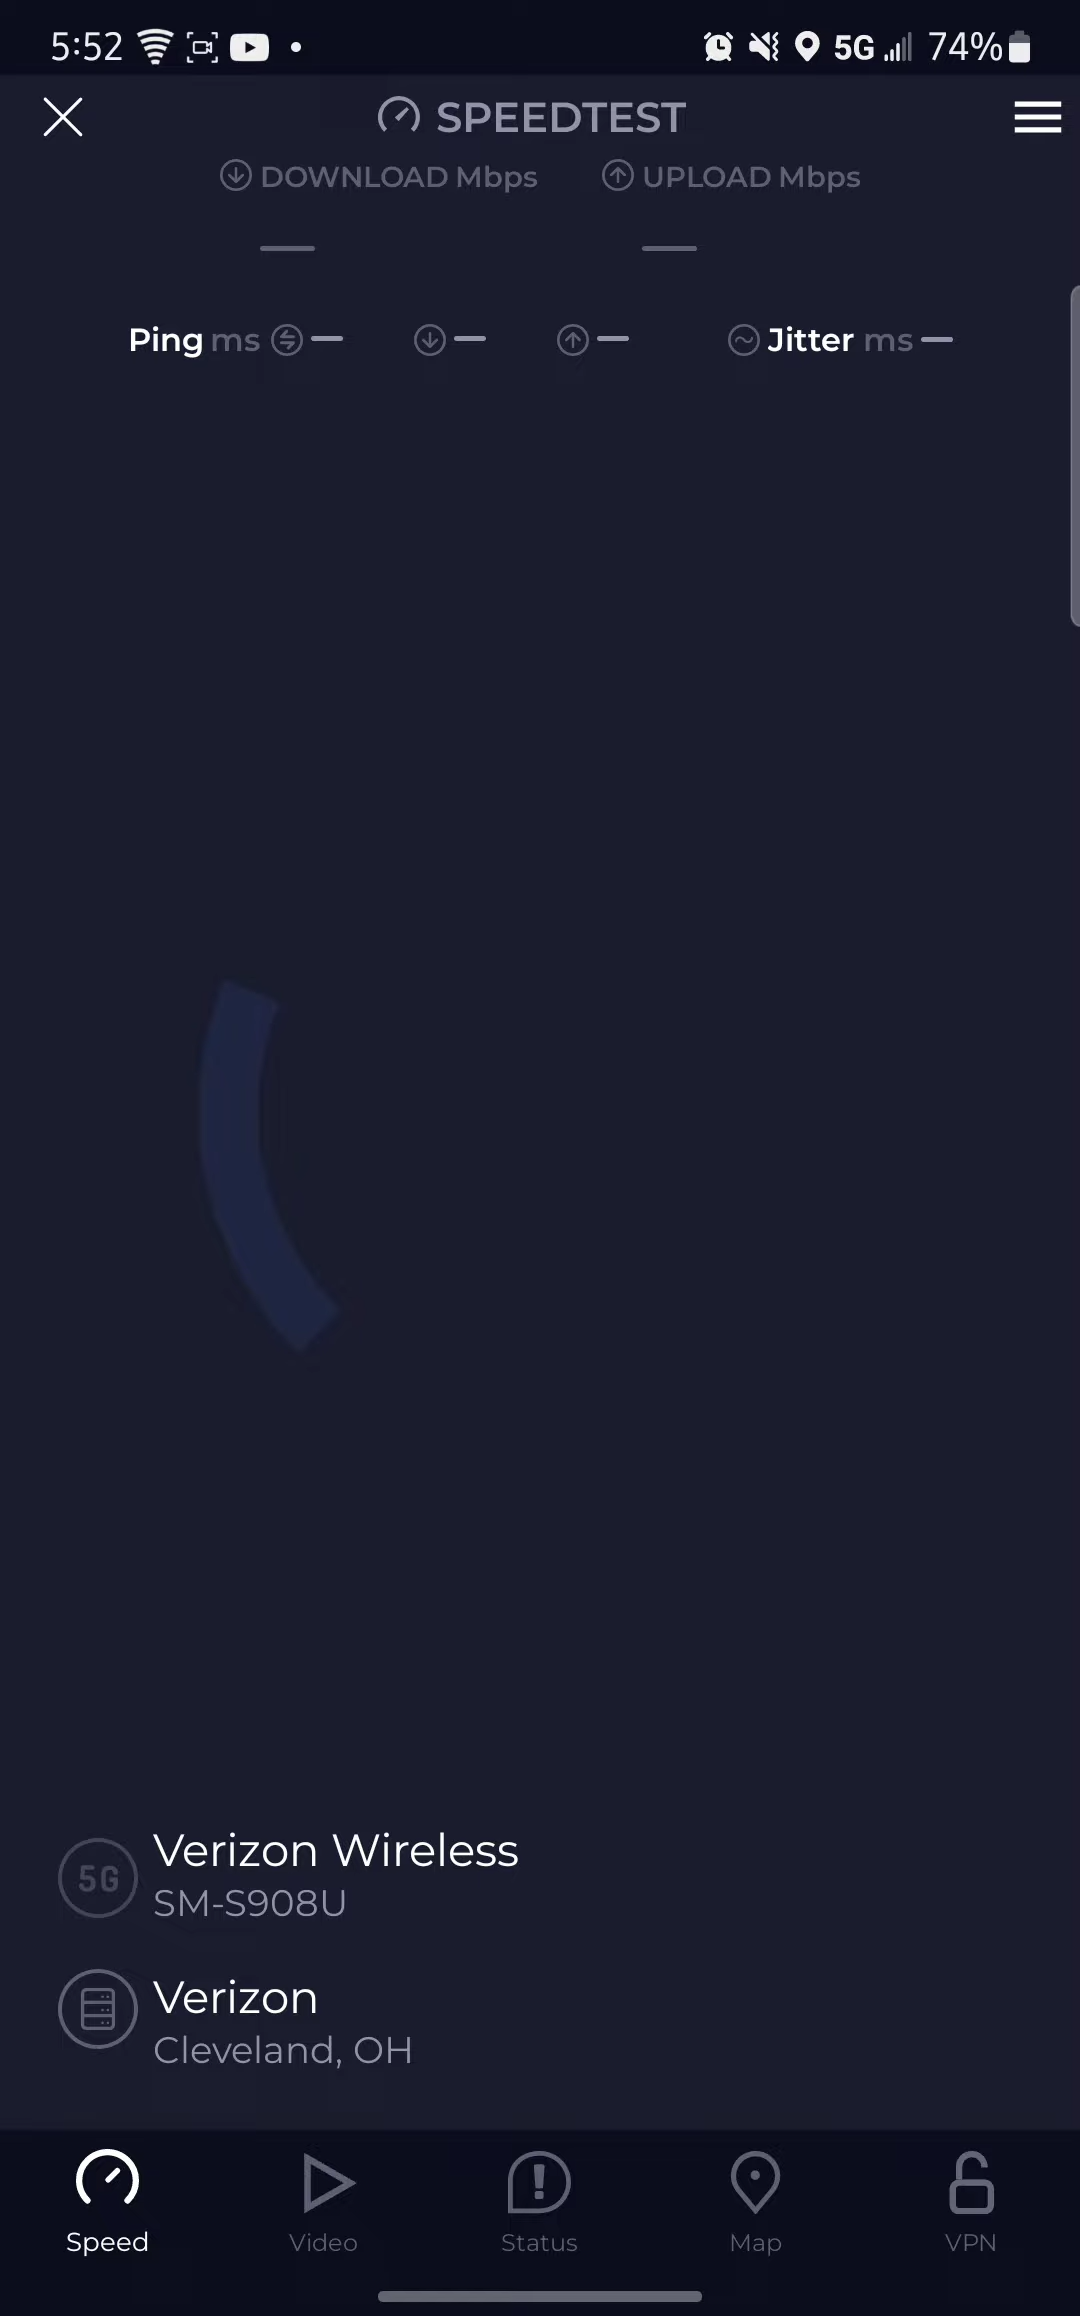 5:52 5G 74%
SPEEDTEST
DOWNLOAD Mbps UPLOAD Mbps
Ping ms Jitter ms
5G Verizon Wireless
SM-S908U
Verizon
Cleveland, OH
Speed Video Status Map VPN